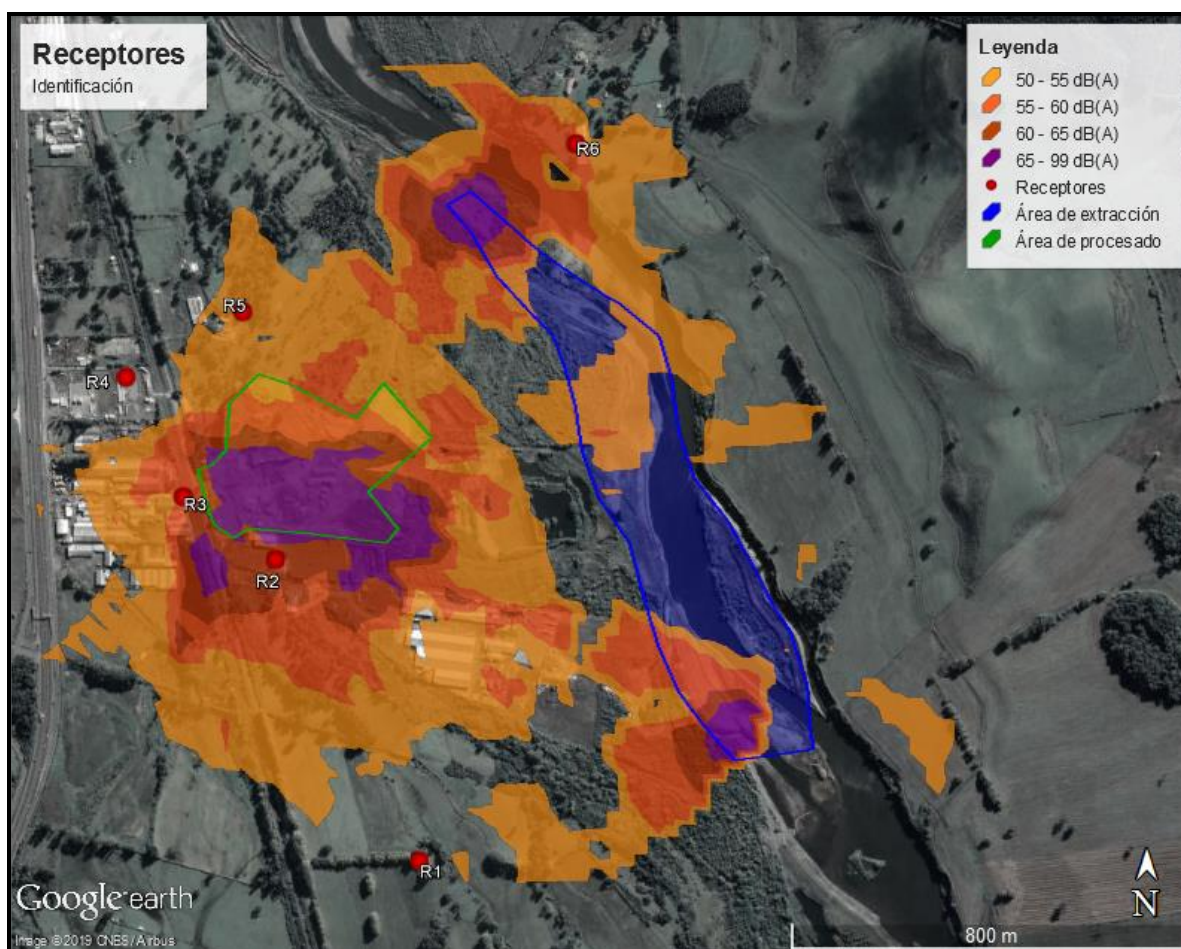 Receptores
Identificación
Leyenda
50 - 55 dB(A)
55 - 60 dB(A)
60 - 65 dB(A)
65 - 99 dB(A)
Receptores
Área de extracción
Área de procesado
R6
R5
R4
R3
R2
R1
Google earth
Image © 2019 CNES / Airbus
800 m
N